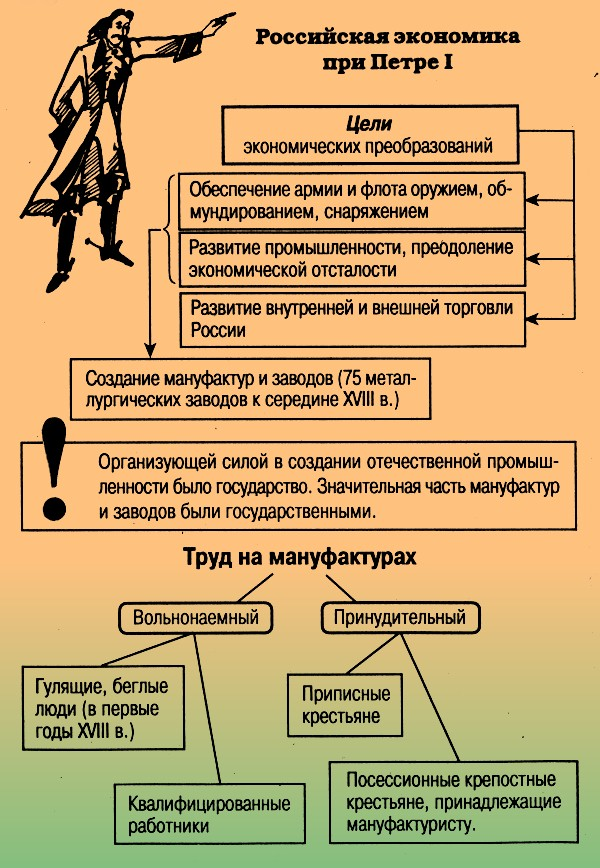 Российская экономика
при Петре I
Цели
экономических преобразований
Обеспечение армии и флота оружием, об-
мундированием, снаряжением
Развитие промышленности, преодоление
экономической отсталости
Развитие внутренней и внешней торговли
России
Создание мануфактур и заводов (75 метал-
лургических заводов к середине XVIII в.)
!
Организующей силой в создании отечественной промыш-
ленности было государство. Значительная часть мануфактур
и заводов были государственными.
Труд на мануфактурах
Вольнонаемный
Принудительный
Гулящие, беглые
люди (в первые
годы XVIII в.)
Приписные
крестьяне
Квалифицированные
работники
Посессионные крепостные
крестьяне, принадлежащие
мануфактуристу.